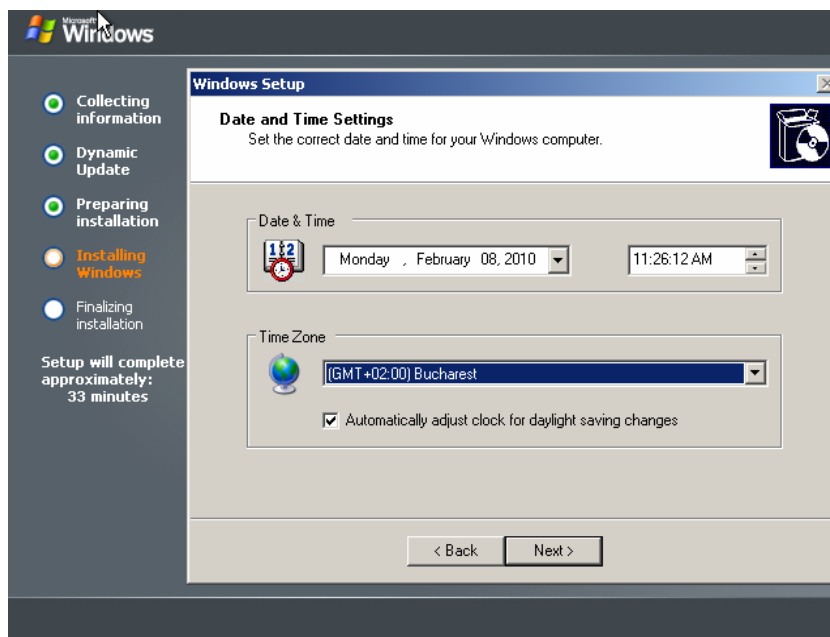 Microsoft
Windows
Collecting
information
Dynamic
Update
Preparing
installation
Installing
Windows
Finalizing
installation
Setup will complete
approximately:
33 minutes
Windows Setup
Date and Time Settings
Set the correct date and time for your Windows computer.
Date & Time
12
Monday , February 08, 2010
11:26:12 AM
Time Zone
(GMT+02:00) Bucharest
Automatically adjust clock for daylight saving changes
< Back
Next >